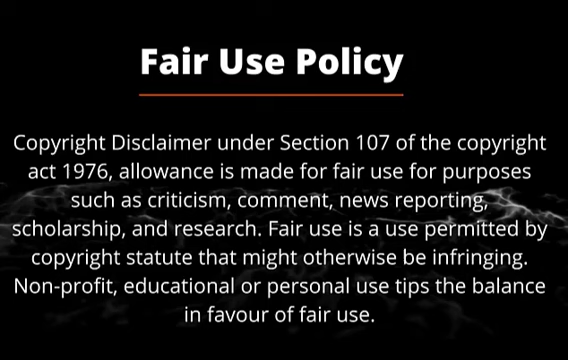 Fair Use Policy
Copyright Disclaimer under Section 107 of the copyright
act 1976, allowance is made for fair use for purposes
such as criticism, comment, news reporting,
scholarship, and research. Fair use is a use permitted by
copyright statute that might otherwise be infringing.
Non-profit, educational or personal use tips the balance
in favour of fair use.